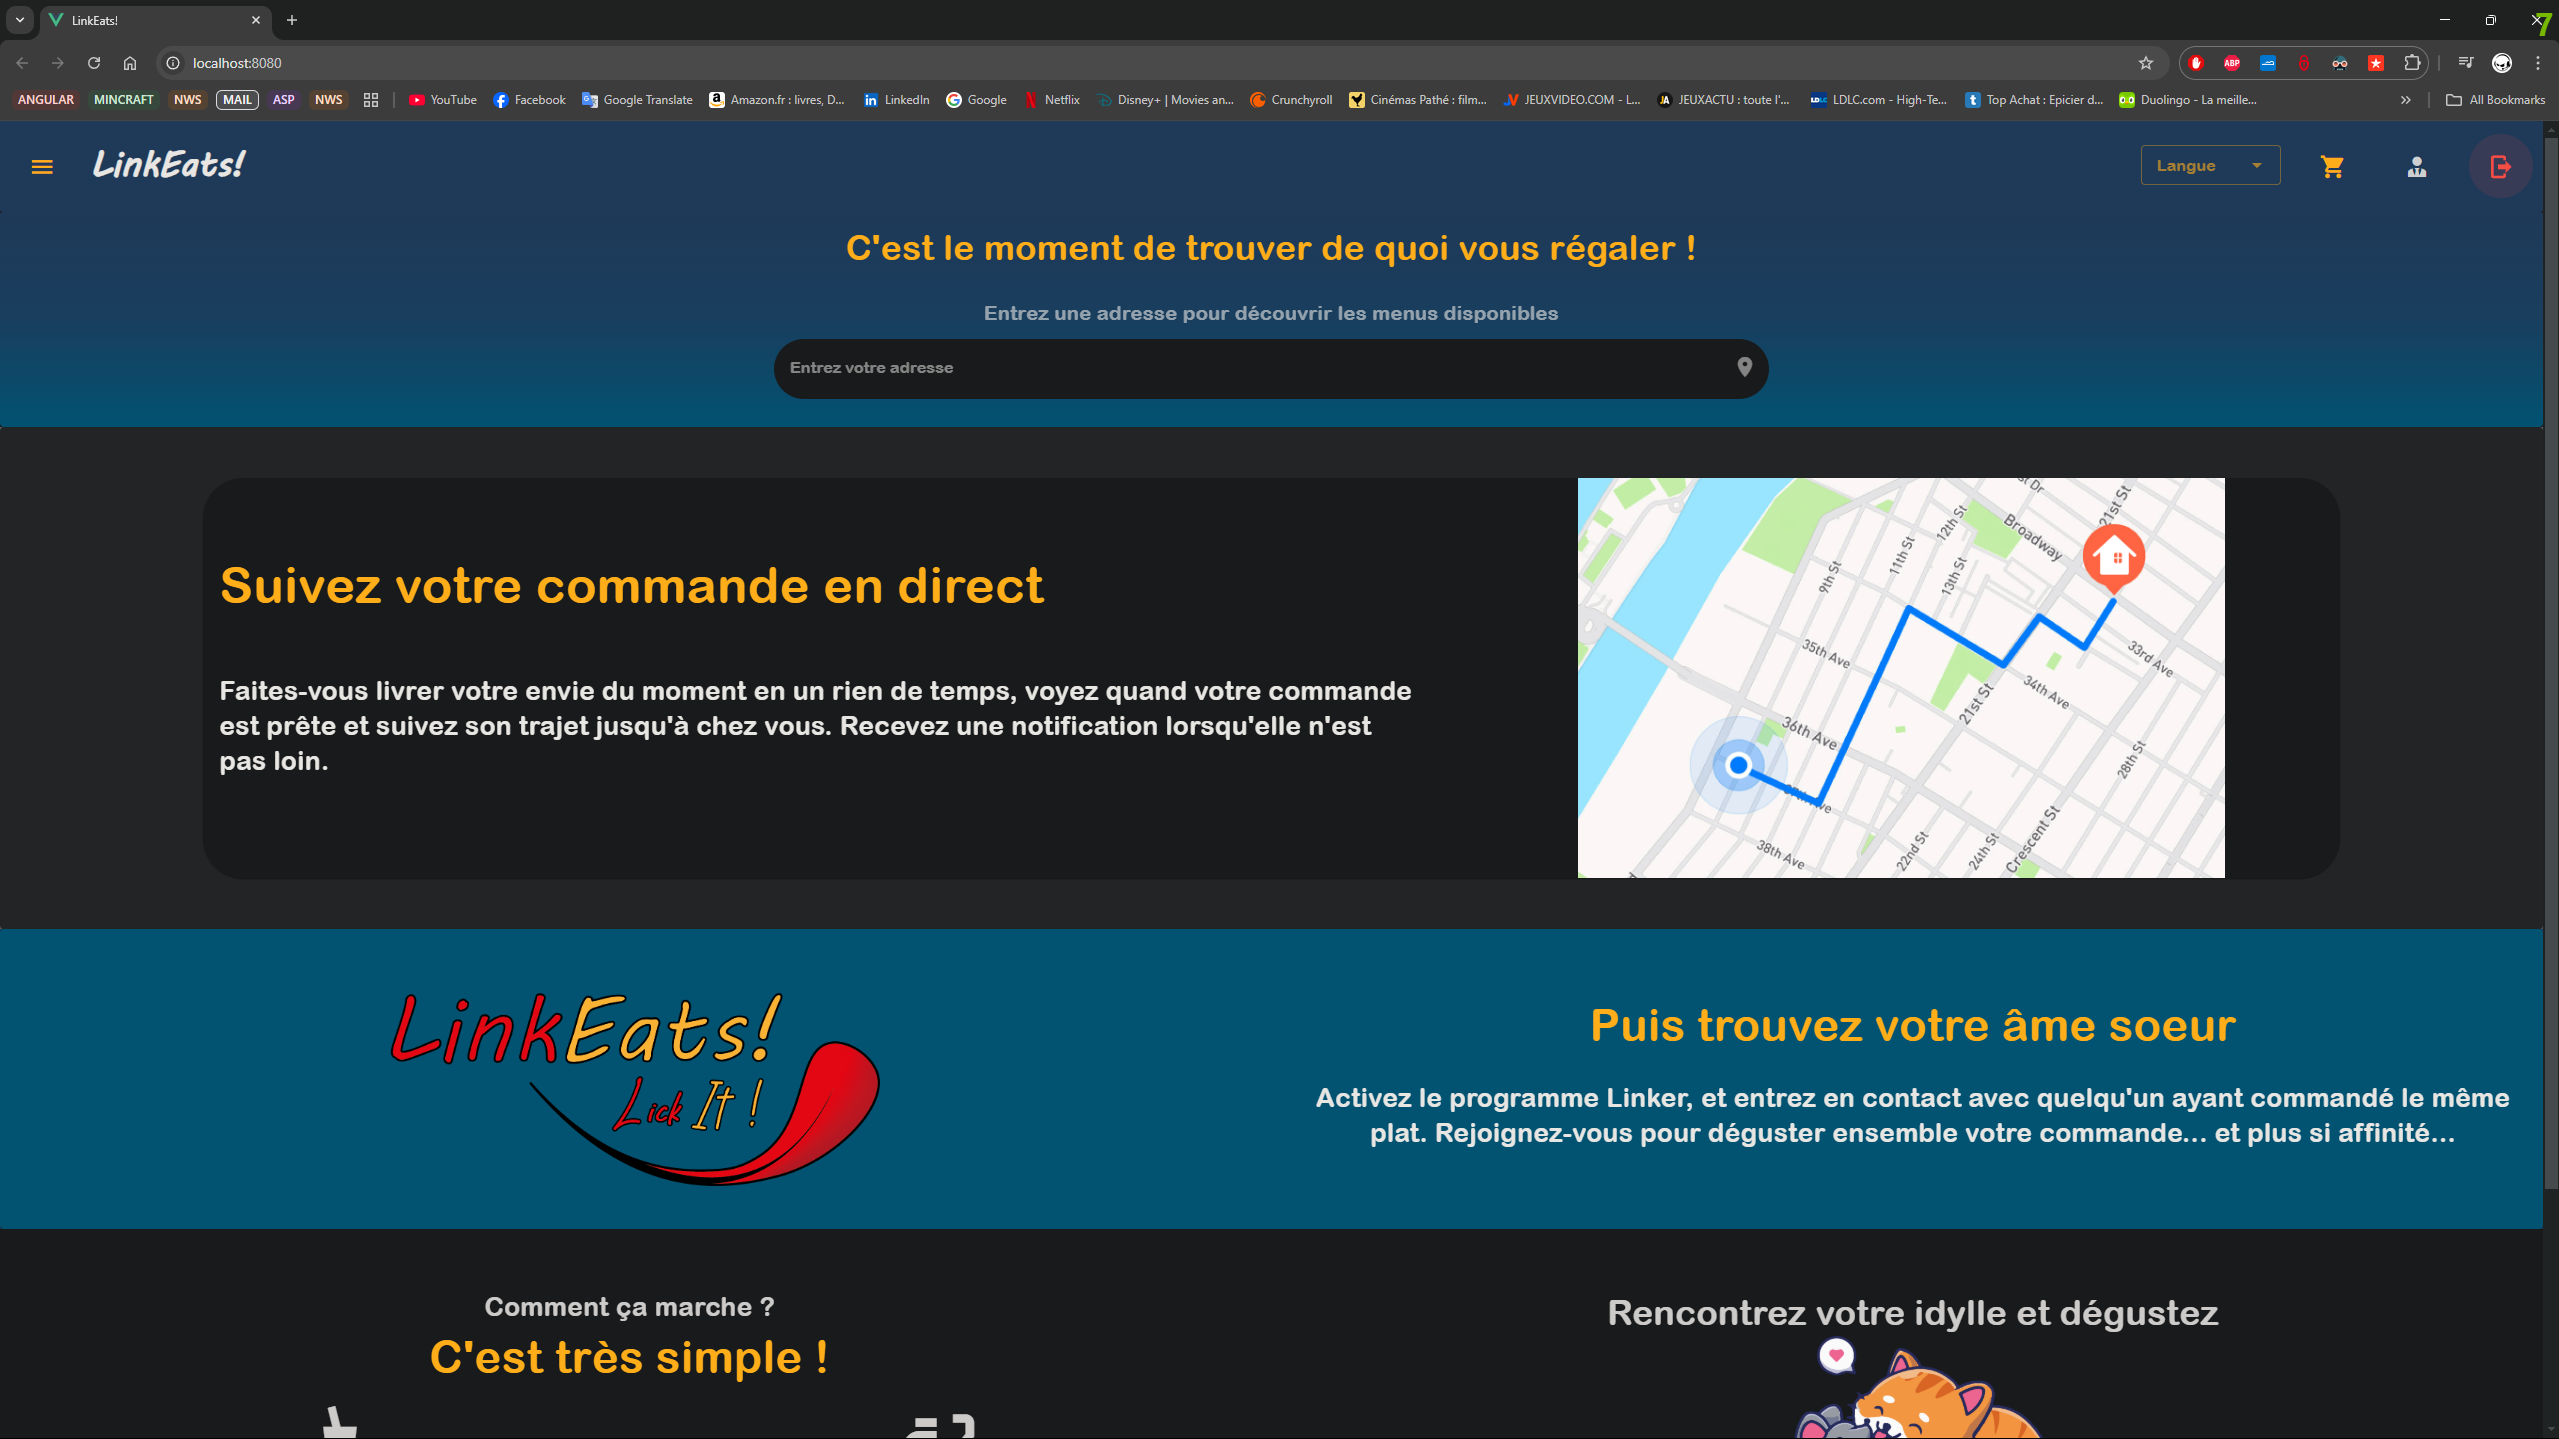 LinkEats!
7
localhost:8080
ABP
ANGULAR MINCRAFT NWS MAIL ASP NWS YouTube Facebook Google Translate Amazon.fr : livres, D... LinkedIn Google Netflix Disney+ | Movies an... Crunchyroll Cinémas Pathé : film... JEUXVIDEO.COM - L... JEUXACTU : toute l'... LDLC.com - High-Te... Top Achat : Epicier d... Duolingo - La meille... » All Bookmarks
LinkEats!
Langue
C'est le moment de trouver de quoi vous régaler !
Entrez une adresse pour découvrir les menus disponibles
Entrez votre adresse
Suivez votre commande en direct
Faites-vous livrer votre envie du moment en un rien de temps, voyez quand votre commande
est prête et suivez son trajet jusqu'à chez vous. Recevez une notification lorsqu'elle n'est
pas loin.
st Dr
21st St
12th St
Broadway
11th St
9th St
13th St
35th Ave
33rd Ave
34th Ave
21st St
36th Ave
28th St
38th Ave
22nd St
24th St
Crescent St
LinkEats!
Lick It !
Puis trouvez votre âme soeur
Activez le programme Linker, et entrez en contact avec quelqu'un ayant commandé le même
plat. Rejoignez-vous pour déguster ensemble votre commande... et plus si affinité...
Comment ça marche ?
C'est très simple !
Rencontrez votre idylle et dégustez